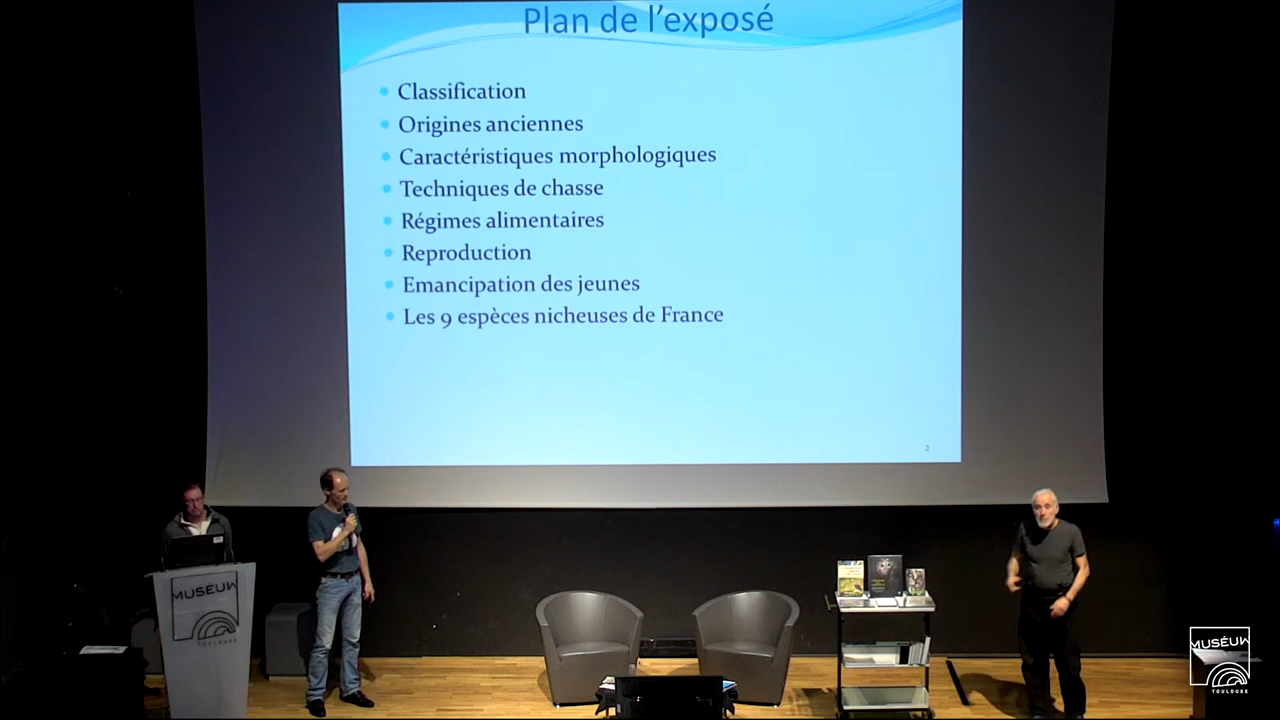 Plan de l'exposé
Classification
Origines anciennes
Caractéristiques morphologiques
Techniques de chasse
Régimes alimentaires
Reproduction
Emancipation des jeunes
Les 9 espèces nicheuses de France
2
MUSÉUM
TOULOUSE
MUSÉUM
TOULOUSE